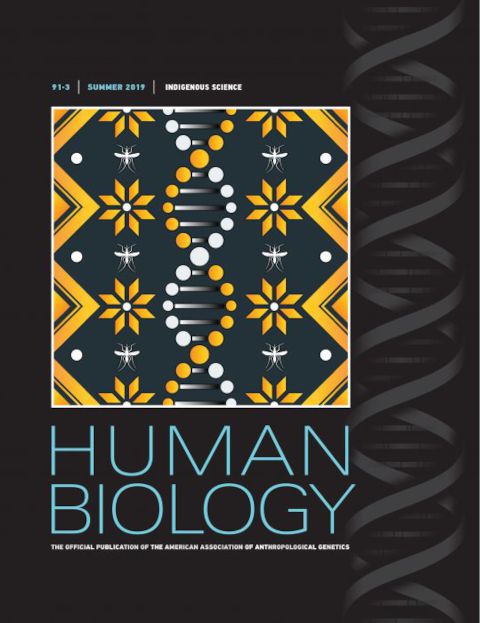 91-3 | SUMMER 2019 | INDIGENOUS SCIENCE
HUMAN
BIOLOGY
THE OFFICIAL PUBLICATION OF THE AMERICAN ASSOCIATION OF ANTHROPOLOGICAL GENETICS